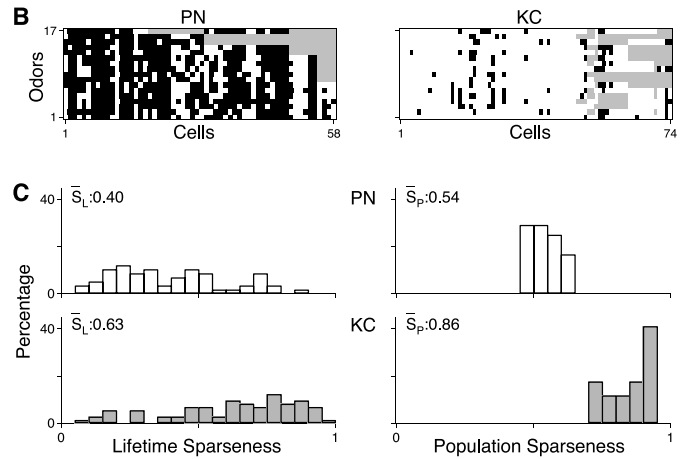 B
PN
KC
Odors
17
1
1
Cells
58
1
Cells
74
C
Percentage
40
0
S̅L:0.40
PN
S̅P:0.54
40
0
S̅L:0.63
KC
S̅P:0.86
0
Lifetime Sparseness
1
0
Population Sparseness
1